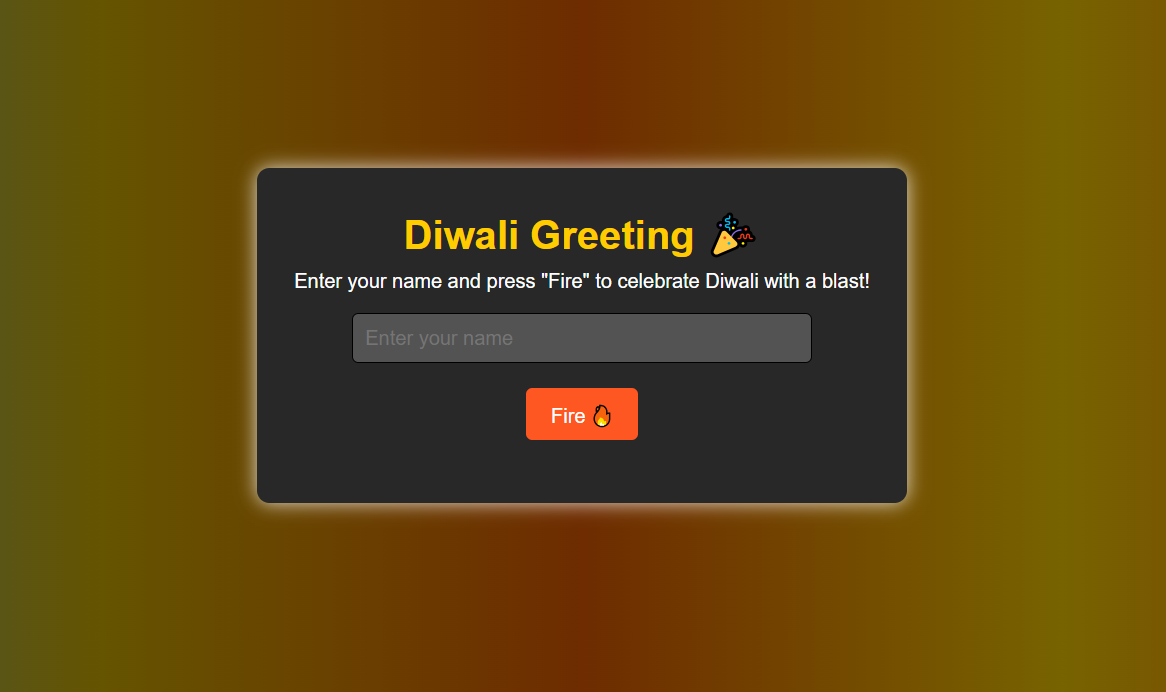 Diwali Greeting 🎉
Enter your name and press "Fire" to celebrate Diwali with a blast!
Enter your name
Fire 🔥